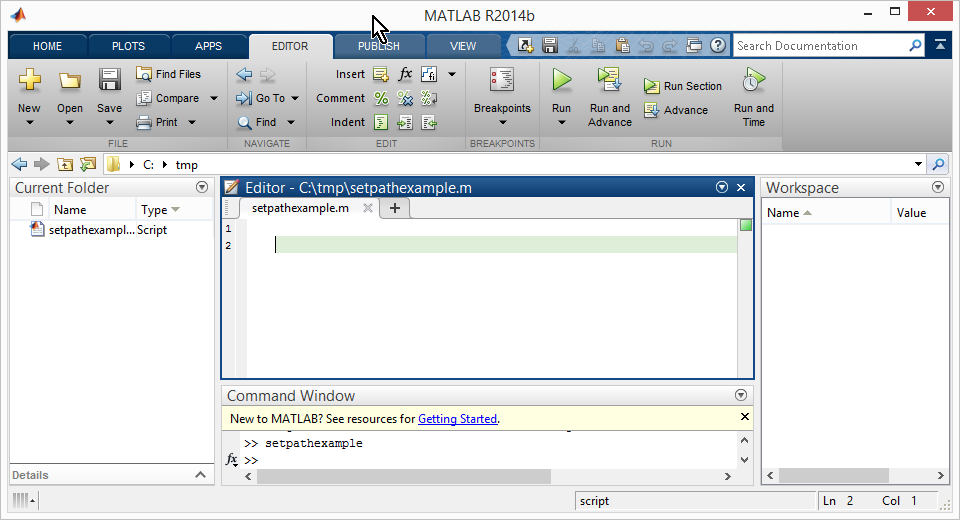 MATLAB R2014b
HOME PLOTS APPS EDITOR PUBLISH VIEW Search Documentation
New Open Save Find Files Compare Print
FILE
Go To Find
NAVIGATE
Insert fx fi
Comment % % %
Indent
EDIT
Breakpoints
BREAKPOINTS
Run Run and Advance Run Section Advance Run and Time
RUN
C: tmp
Current Folder
Name Type
setpathexampl... Script
Details
Editor - C:\tmp\setpathexample.m
setpathexample.m
1
2
Command Window
New to MATLAB? See resources for Getting Started.
>> setpathexample
fx >>
Workspace
Name Value
script Ln 2 Col 1